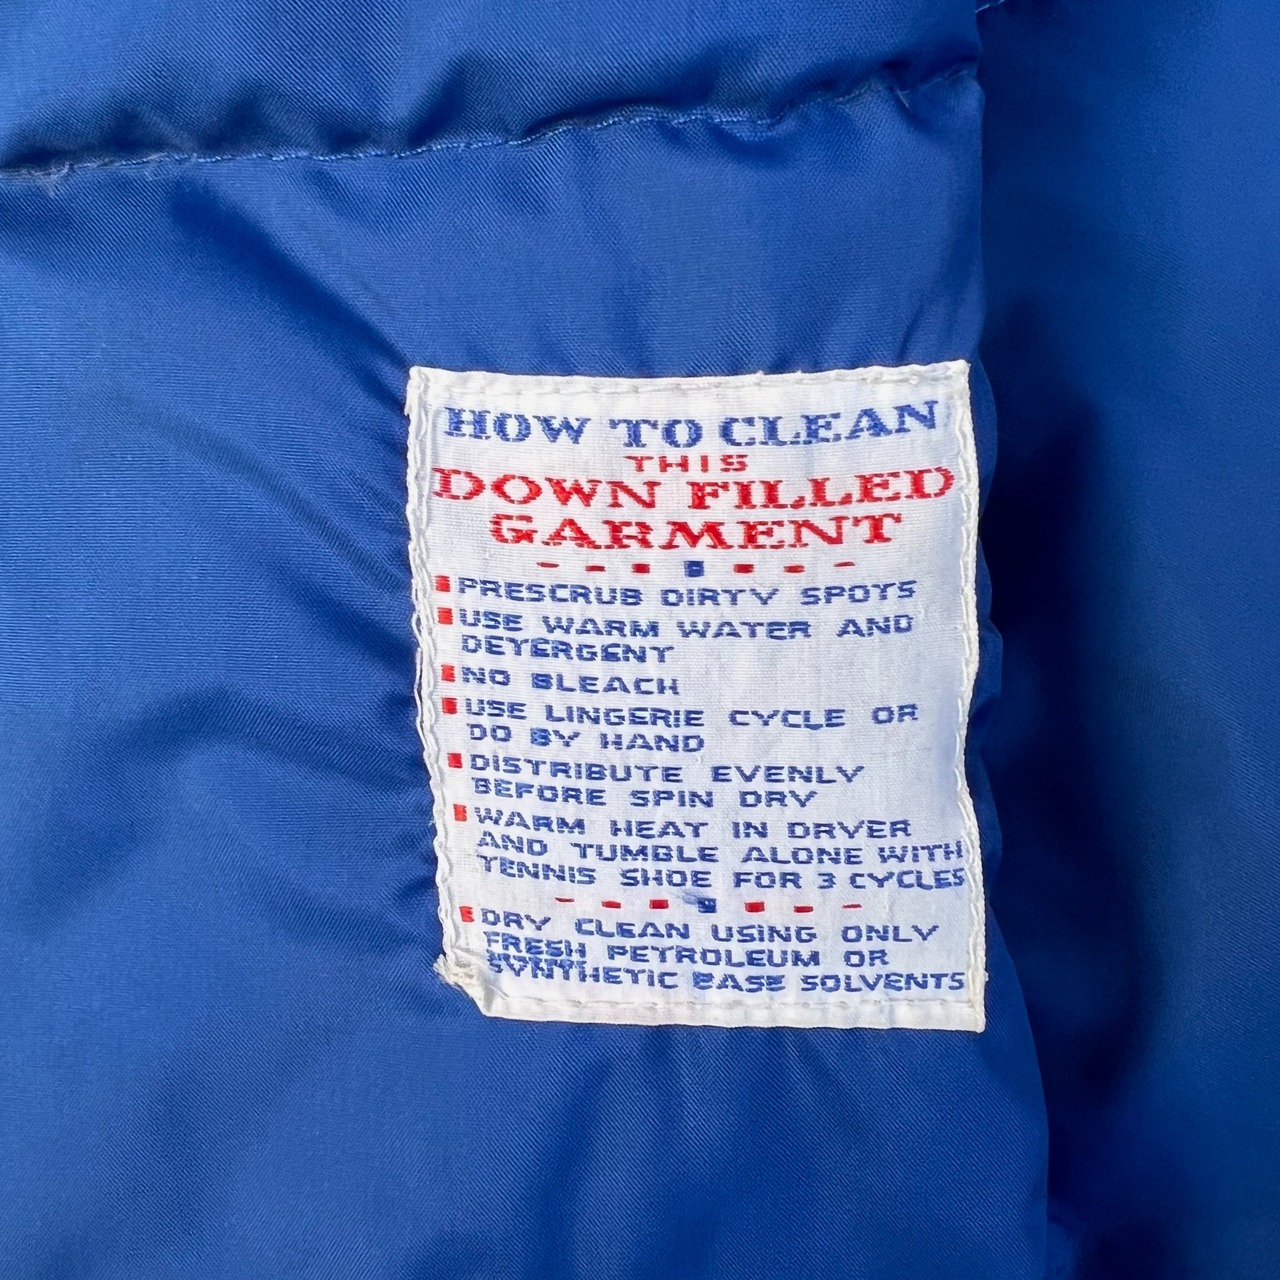 HOW TO CLEAN
THIS
DOWN FILLED
GARMENT
PRESCRUB DIRTY SPOTS
USE WARM WATER AND
DETERGENT
NO BLEACH
USE LINGERIE CYCLE OR
DO BY HAND
DISTRIBUTE EVENLY
BEFORE SPIN DRY
WARM HEAT IN DRYER
AND TUMBLE ALONE WITH
TENNIS SHOE FOR 3 CYCLES
DRY CLEAN USING ONLY
FRESH PETROLEUM OR
SYNTHETIC BASE SOLVENTS